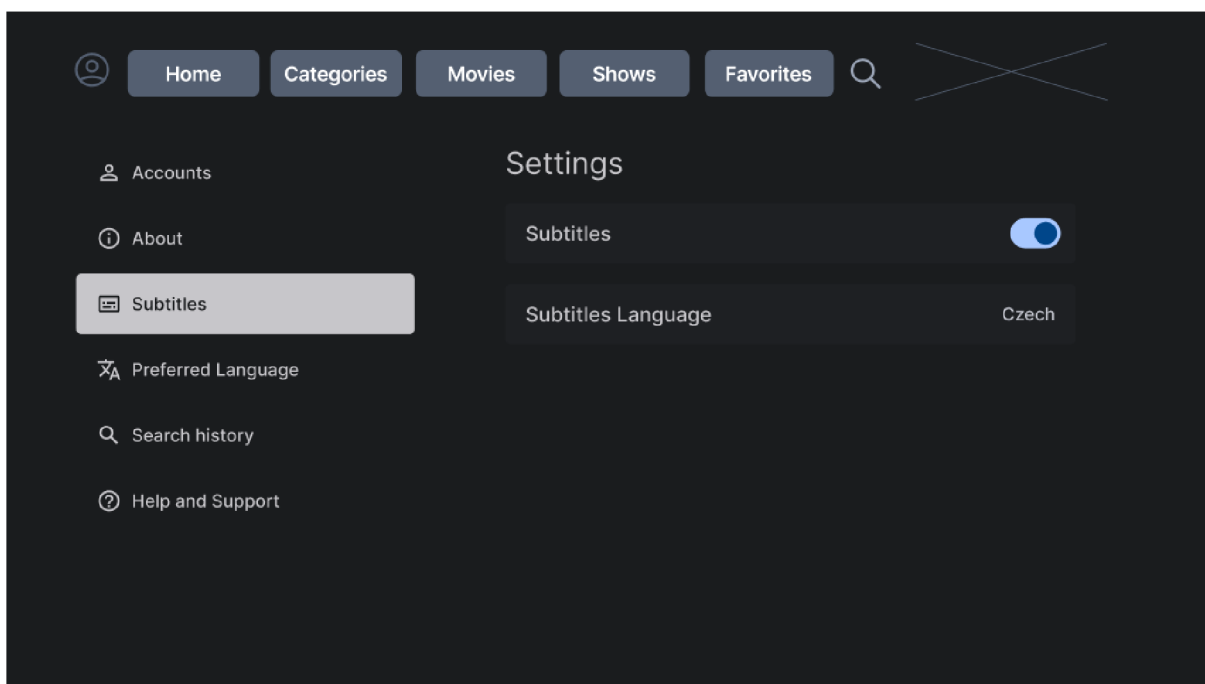 Home Categories Movies Shows Favorites
Accounts
About
Subtitles
Preferred Language
Search history
Help and Support
Settings
Subtitles
Subtitles Language Czech